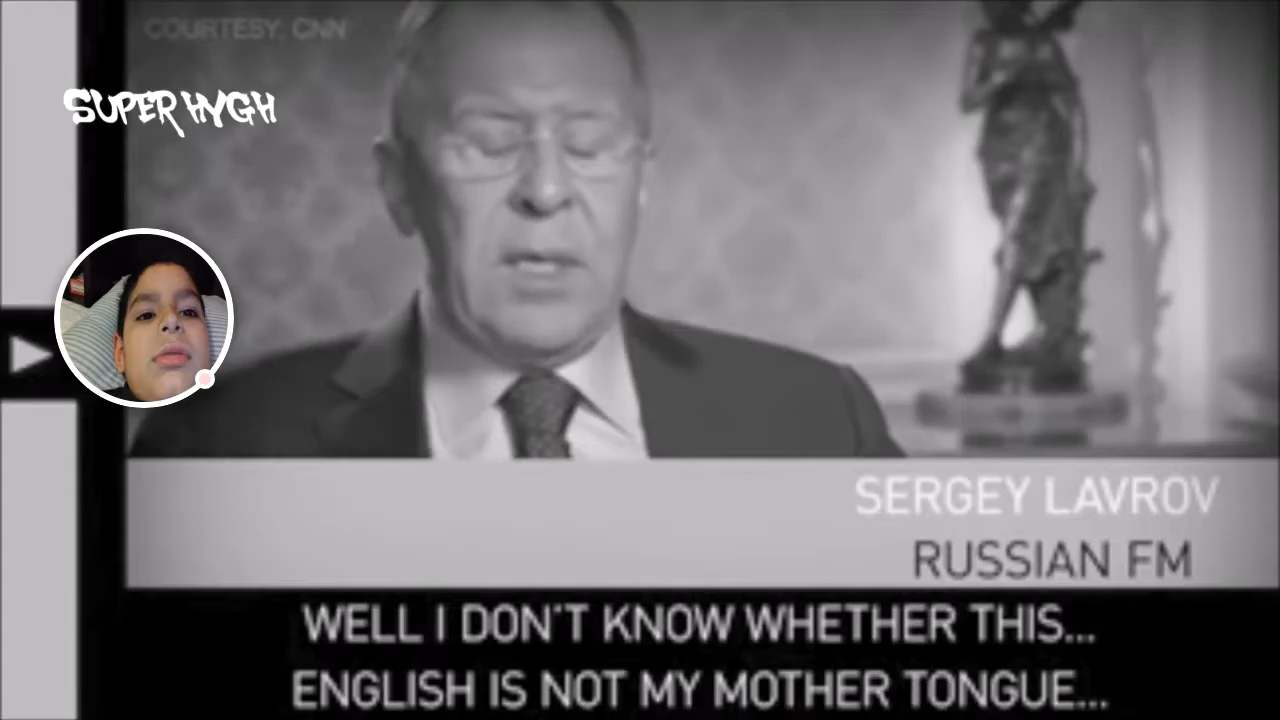 COURTESY: CNN
SUPER HYGH
SERGEY LAVROV
RUSSIAN FM
WELL I DON'T KNOW WHETHER THIS...
ENGLISH IS NOT MY MOTHER TONGUE...